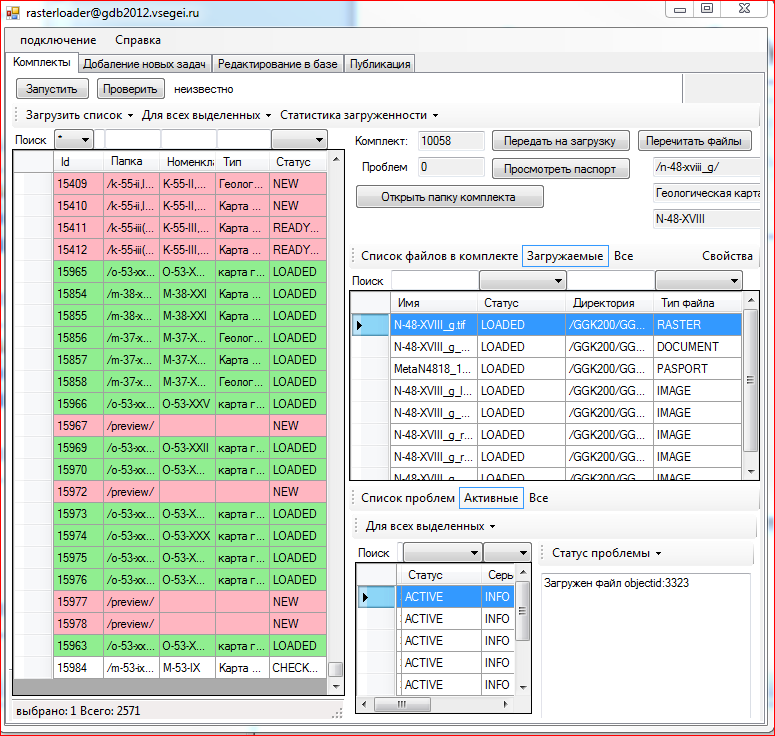 rasterloader@gdb2012.vsegei.ru
подключение Справка
Комплекты Добаление новых задач Редактирование в базе Публикация
Запустить Проверить неизвестно
Загрузить список Для всех выделенных Статистика загруженности
Поиск *
Id Папка Номенкла Тип Статус
15409 /k-55-ii,I... K-55-II,... Геолог... NEW
15410 /k-55-ii,I... K-55-II,... Карта ... NEW
15411 /k-55-iii(... K-55-III,... Карта ... READY...
15412 /k-55-iii(... K-55-III,... Карта ... READY...
15965 /o-53-xx... O-53-X... карта г... LOADED
15854 /m-38-x... M-38-XXI Карта ... LOADED
15855 /m-38-x... M-38-XXI Карта ... LOADED
15856 /m-37-x... M-37-X... Геолог... LOADED
15857 /m-37-x... M-37-X... Карта ... LOADED
15858 /m-37-x... M-37-X... Геолог... LOADED
15966 /o-53-xx... O-53-XXV карта г... LOADED
15967 /preview/ NEW
15969 /o-53-xx... O-53-XXII карта г... LOADED
15970 /o-53-xx... O-53-X... карта г... LOADED
15972 /preview/ NEW
15973 /o-53-xx... O-53-X... карта г... LOADED
15974 /o-53-xx... O-53-XXX карта г... LOADED
15975 /o-53-xx... O-53-X... карта г... LOADED
15976 /o-53-xx... O-53-X... карта г... LOADED
15977 /preview/ NEW
15978 /preview/ NEW
15963 /o-53-xx... O-53-X... карта г... LOADED
15984 /m-53-ix... M-53-IX Карта ... CHECK...
выбрано: 1 Всего: 2571
Комплект: 10058 Передать на загрузку Перечитать файлы
Проблем 0 Просмотреть паспорт /n-48-xviii_g/
Открыть папку комплекта Геологическая карта
N-48-XVIII
Список файлов в комплекте Загружаемые Все Свойства
Поиск
Имя Статус Директория Тип файла
N-48-XVIII_g.tif LOADED /GGK200/GG... RASTER
N-48-XVIII_g_... LOADED /GGK200/GG... DOCUMENT
MetaN4818_1... LOADED /GGK200/GG... PASPORT
N-48-XVIII_g_l... LOADED /GGK200/GG... IMAGE
N-48-XVIII_g_... LOADED /GGK200/GG... IMAGE
N-48-XVIII_g_r... LOADED /GGK200/GG... IMAGE
N-48-XVIII_g_r... LOADED /GGK200/GG... IMAGE
N-48-XVIII_g_r... LOADED /GGK200/GG... IMAGE
Список проблем Активные Все
Для всех выделенных
Поиск Статус проблемы
Статус Серь
ACTIVE INFO
ACTIVE INFO
ACTIVE INFO
ACTIVE INFO
ACTIVE INFO
Загружен файл objectid:3323